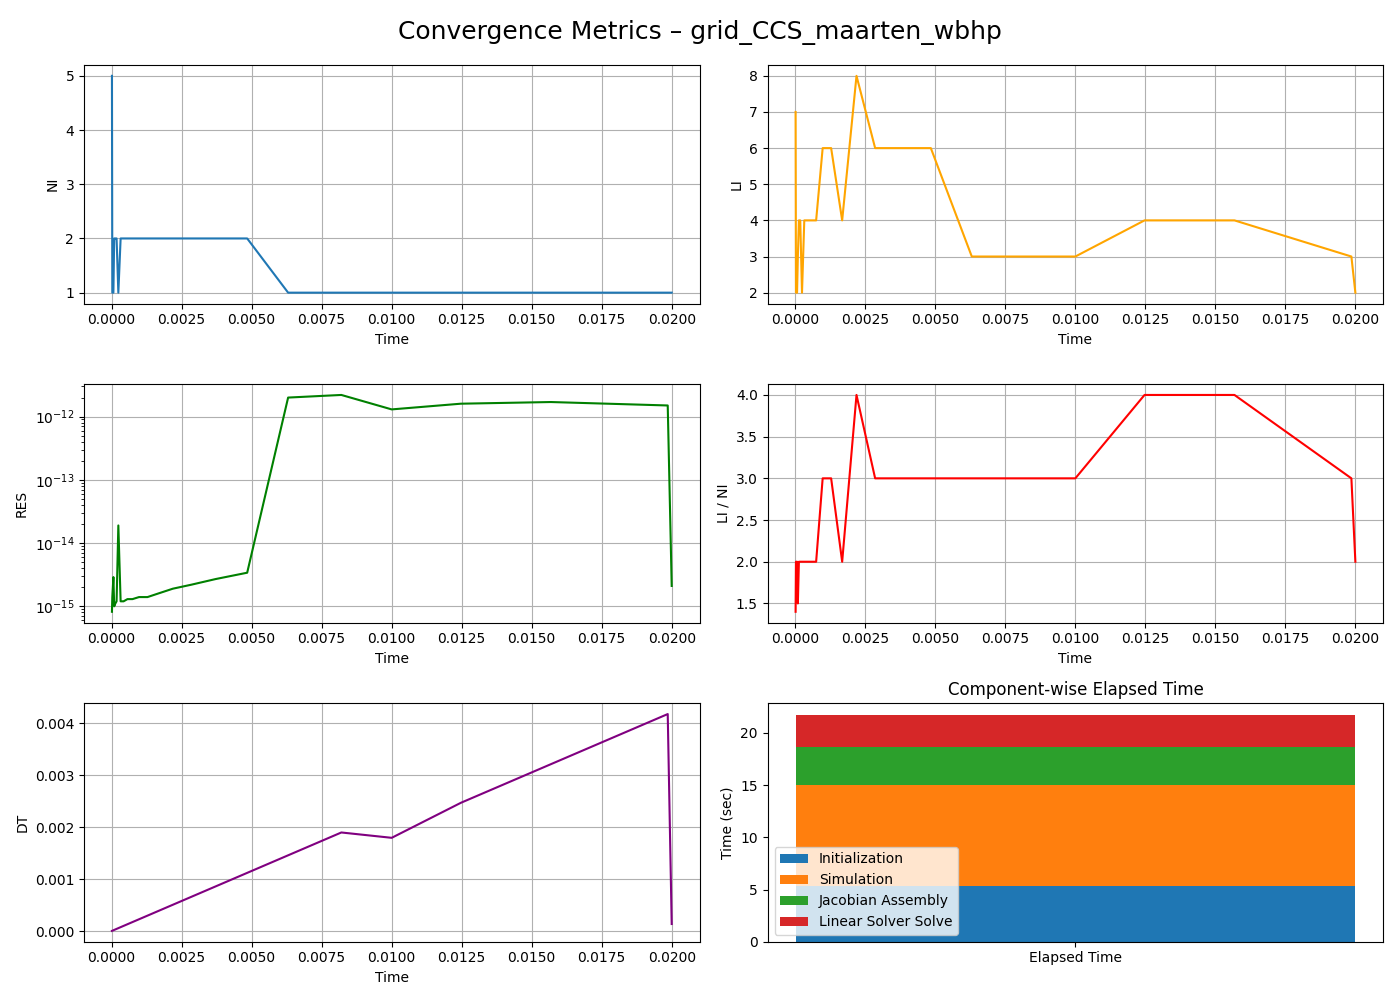 Convergence Metrics – grid_CCS_maarten_wbhp
5
4
3
2
1
NI
0.0000 0.0025 0.0050 0.0075 0.0100 0.0125 0.0150 0.0175 0.0200
Time
8
7
6
5
4
3
2
LI
0.0000 0.0025 0.0050 0.0075 0.0100 0.0125 0.0150 0.0175 0.0200
Time
10⁻¹²
10⁻¹³
10⁻¹⁴
10⁻¹⁵
RES
0.0000 0.0025 0.0050 0.0075 0.0100 0.0125 0.0150 0.0175 0.0200
Time
4.0
3.5
3.0
2.5
2.0
1.5
LI / NI
0.0000 0.0025 0.0050 0.0075 0.0100 0.0125 0.0150 0.0175 0.0200
Time
0.004
0.003
0.002
0.001
0.000
DT
0.0000 0.0025 0.0050 0.0075 0.0100 0.0125 0.0150 0.0175 0.0200
Time
Component-wise Elapsed Time
20
15
10
5
0
Time (sec)
Initialization
Simulation
Jacobian Assembly
Linear Solver Solve
Elapsed Time